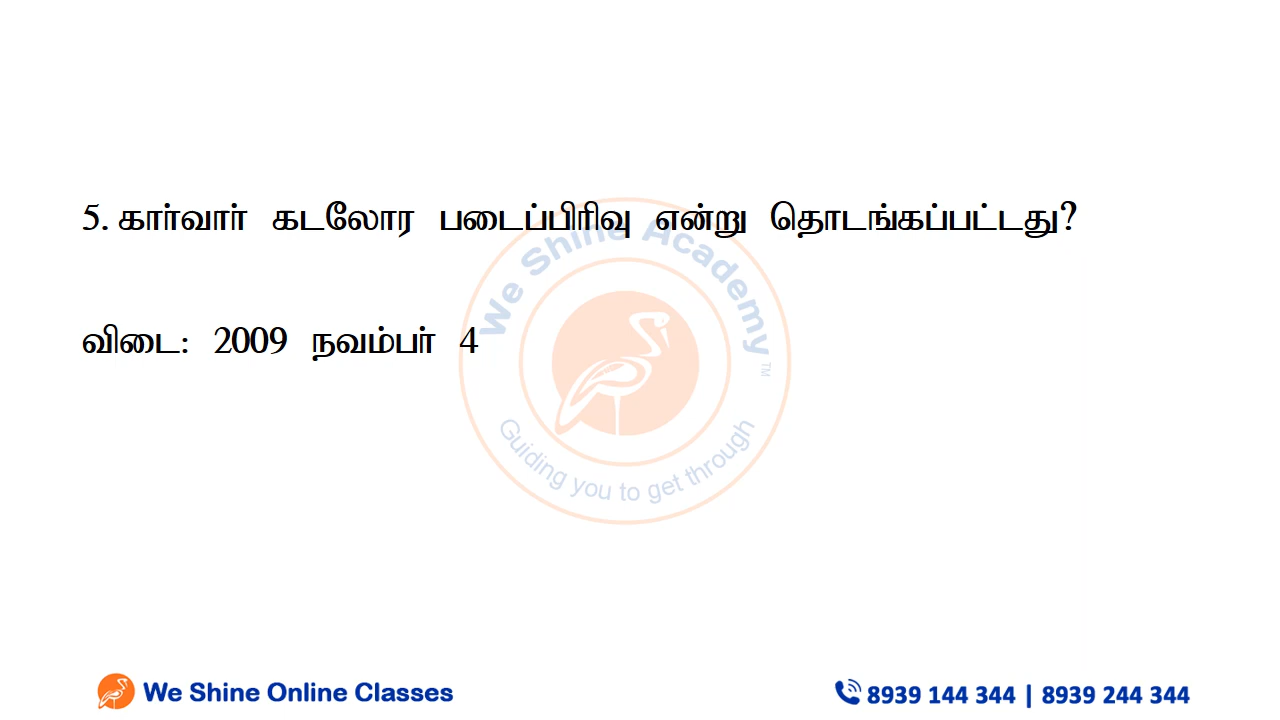 5. கார்வார் கடலோர படைப்பிரிவு என்று தொடங்கப்பட்டது?
விடை: 2009 நவம்பர் 4
We Shine Academy
TM
Guiding you to get through
We Shine Online Classes
8939 144 344 | 8939 244 344